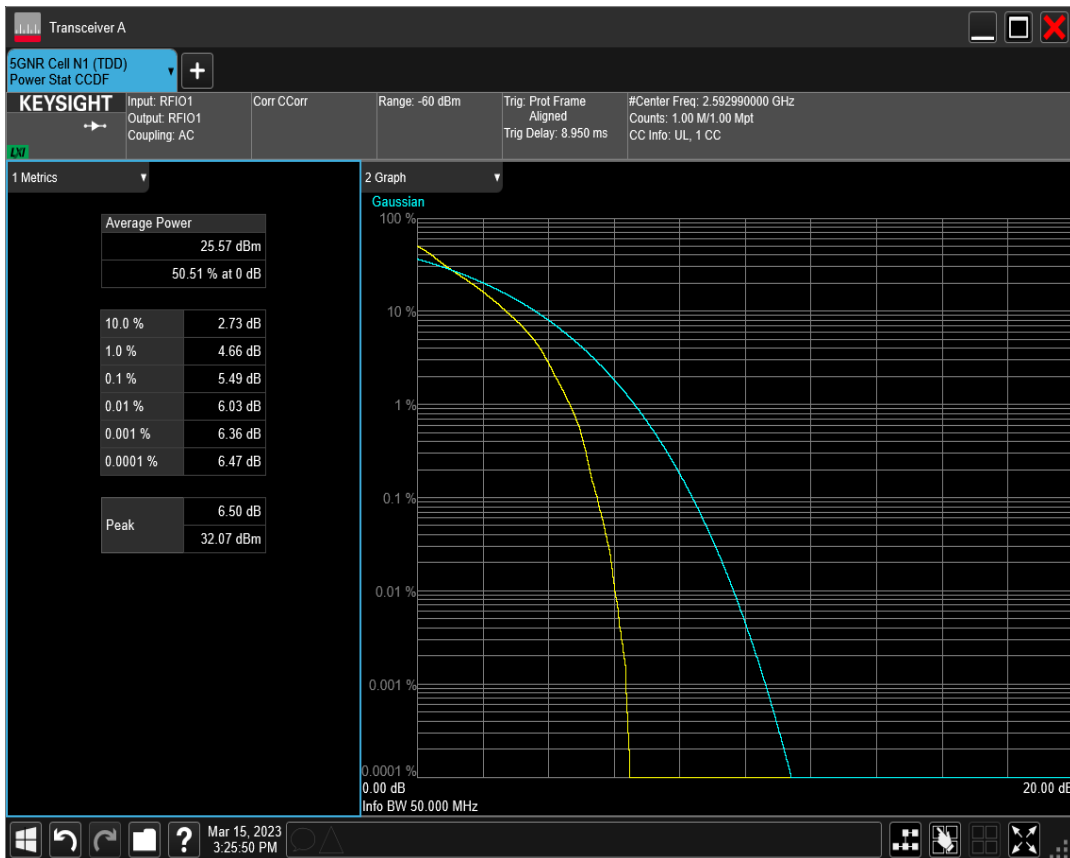 Transceiver A
5GNR Cell N1 (TDD)
Power Stat CCDF
+
KEYSIGHT
LXI
Input: RFIO1
Output: RFIO1
Coupling: AC
Corr CCorr
Range: -60 dBm
Trig: Prot Frame
Aligned
Trig Delay: 8.950 ms
#Center Freq: 2.592990000 GHz
Counts: 1.00 M/1.00 Mpt
CC Info: UL, 1 CC
1 Metrics
Average Power
25.57 dBm
50.51 % at 0 dB
10.0 % 2.73 dB
1.0 % 4.66 dB
0.1 % 5.49 dB
0.01 % 6.03 dB
0.001 % 6.36 dB
0.0001 % 6.47 dB
Peak
6.50 dB
32.07 dBm
2 Graph
Gaussian
100 %
10 %
1 %
0.1 %
0.01 %
0.001 %
0.0001 %
0.00 dB 20.00 dB
Info BW 50.000 MHz
?
Mar 15, 2023
3:25:50 PM